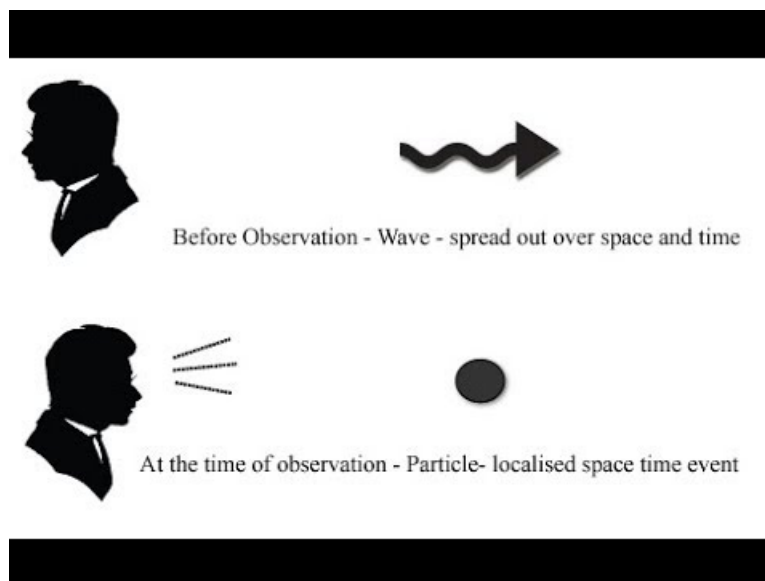 Before Observation - Wave - spread out over space and time
At the time of observation - Particle- localised space time event